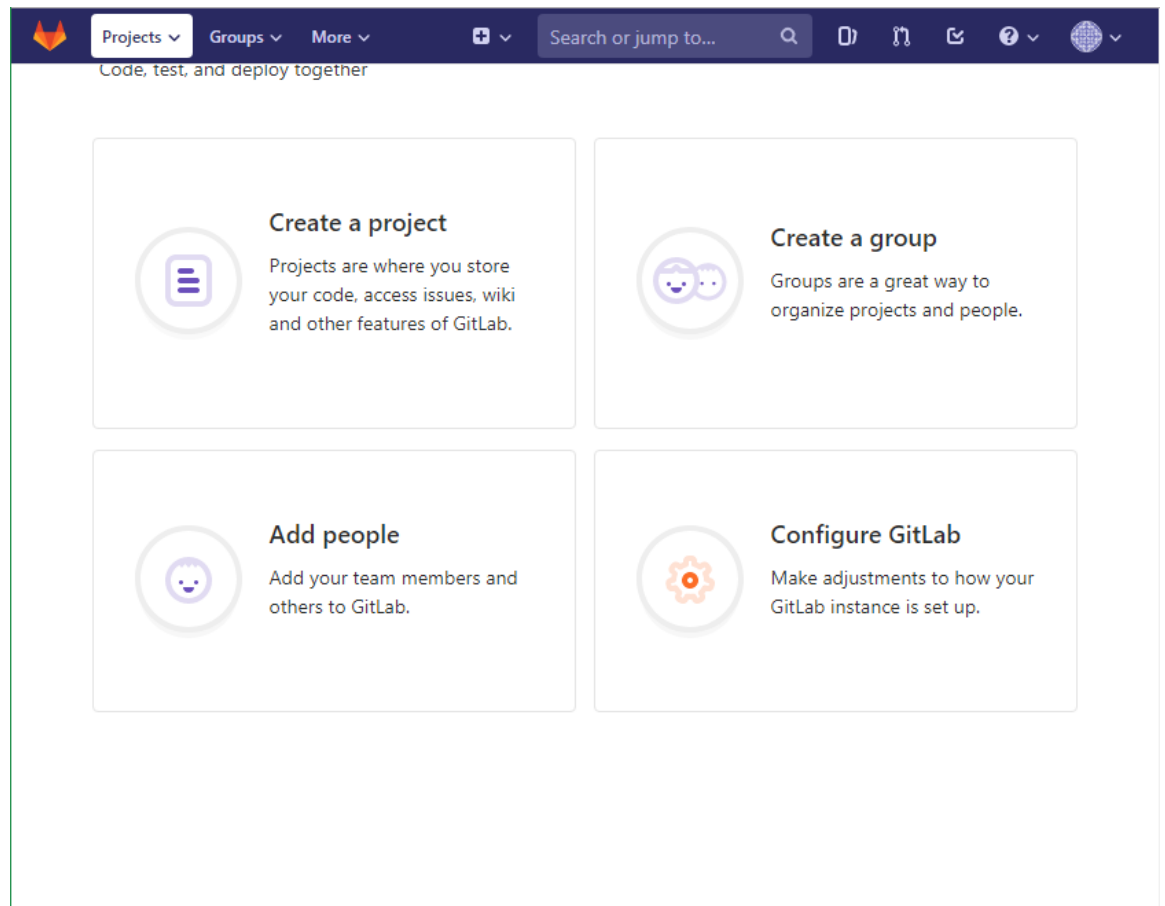 Projects Groups More Search or jump to...
Code, test, and deploy together
Create a project
Projects are where you store
your code, access issues, wiki
and other features of GitLab.
Create a group
Groups are a great way to
organize projects and people.
Add people
Add your team members and
others to GitLab.
Configure GitLab
Make adjustments to how your
GitLab instance is set up.